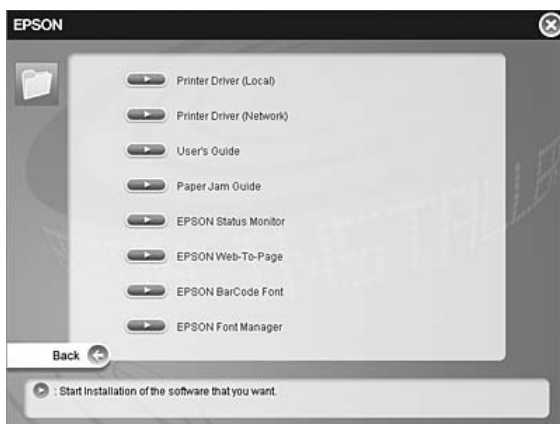 EPSON
Printer Driver (Local)
Printer Driver (Network)
User's Guide
Paper Jam Guide
EPSON Status Monitor
EPSON Web-To-Page
EPSON BarCode Font
EPSON Font Manager
Back
: Start Installation of the software that you want.